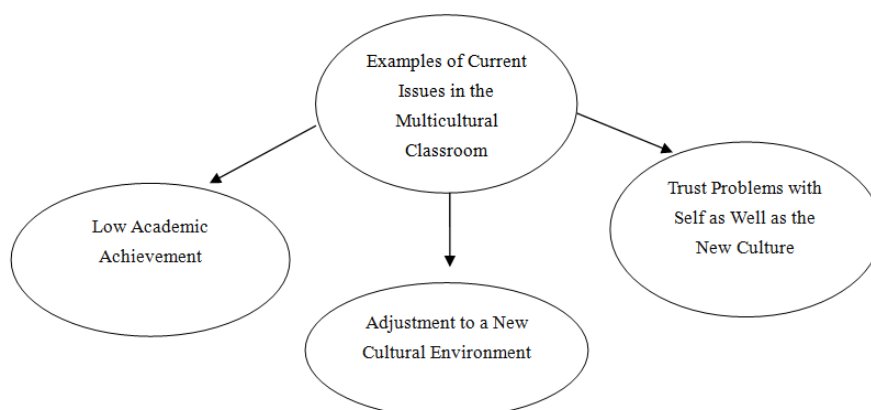 Examples of Current
Issues in the
Multicultural
Classroom
Low Academic
Achievement
Adjustment to a New
Cultural Environment
Trust Problems with
Self as Well as the
New Culture